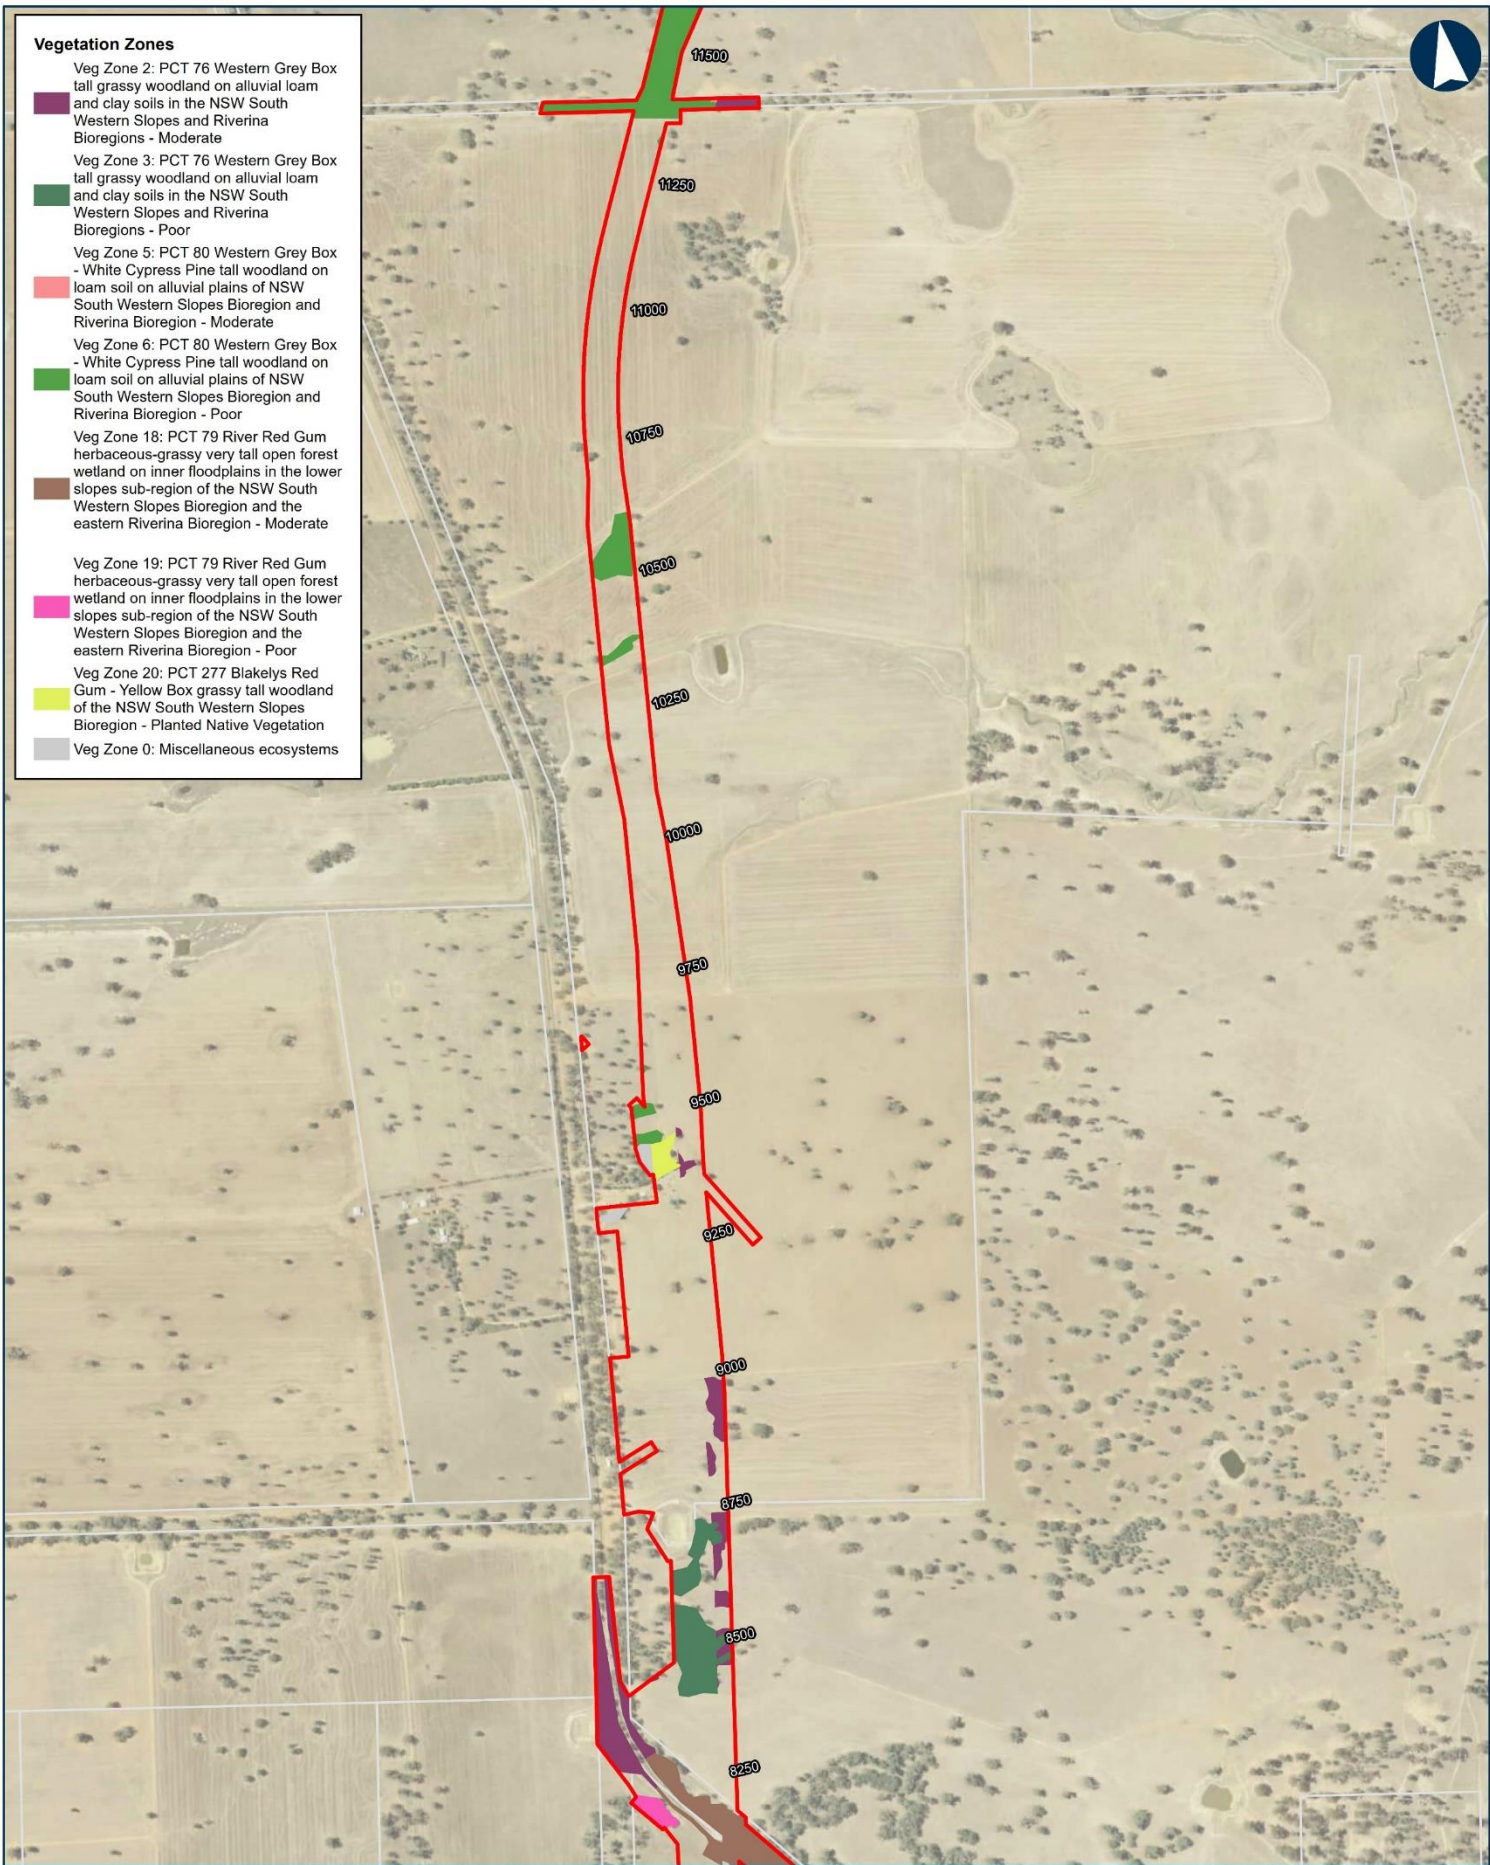 Vegetation Zones
Veg Zone 2: PCT 76 Western Grey Box
tall grassy woodland on alluvial loam
and clay soils in the NSW South
Western Slopes and Riverina
Bioregions - Moderate
Veg Zone 3: PCT 76 Western Grey Box
tall grassy woodland on alluvial loam
and clay soils in the NSW South
Western Slopes and Riverina
Bioregions - Poor
Veg Zone 5: PCT 80 Western Grey Box
- White Cypress Pine tall woodland on
loam soil on alluvial plains of NSW
South Western Slopes Bioregion and
Riverina Bioregion - Moderate
Veg Zone 6: PCT 80 Western Grey Box
- White Cypress Pine tall woodland on
loam soil on alluvial plains of NSW
South Western Slopes Bioregion and
Riverina Bioregion - Poor
Veg Zone 18: PCT 79 River Red Gum
herbaceous-grassy very tall open forest
wetland on inner floodplains in the lower
slopes sub-region of the NSW South
Western Slopes Bioregion and the
eastern Riverina Bioregion - Moderate
Veg Zone 19: PCT 79 River Red Gum
herbaceous-grassy very tall open forest
wetland on inner floodplains in the lower
slopes sub-region of the NSW South
Western Slopes Bioregion and the
eastern Riverina Bioregion - Poor
Veg Zone 20: PCT 277 Blakelys Red
Gum - Yellow Box grassy tall woodland
of the NSW South Western Slopes
Bioregion - Planted Native Vegetation
Veg Zone 0: Miscellaneous ecosystems
11500
11250
11000
10750
10500
10250
10000
9750
9500
9250
9000
8750
8500
8250